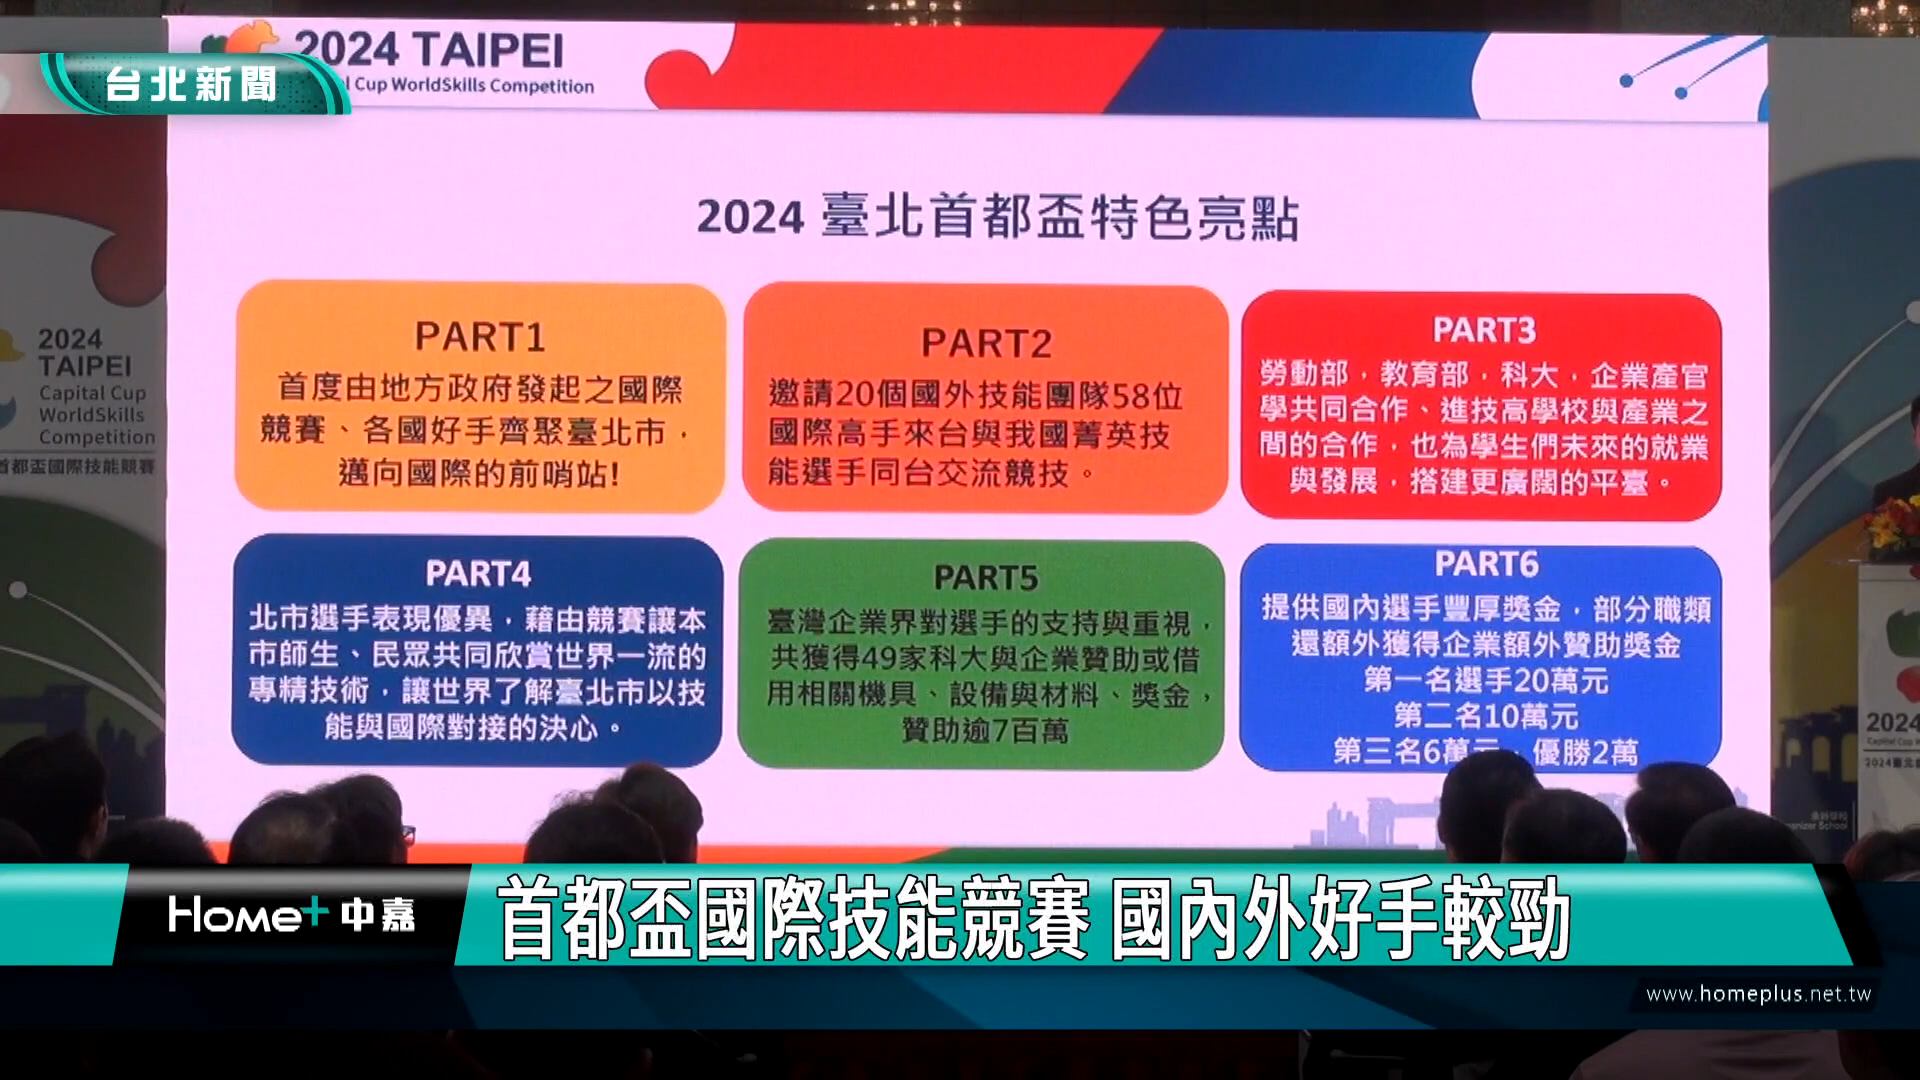 2024 TAIPEI
Cup WorldSkills Competition
台北新聞
2024 臺北首都盃特色亮點
PART1
首度由地方政府發起之國際
競賽、各國好手齊聚臺北市，
邁向國際的前哨站!
PART2
邀請20個國外技能團隊58位
國際高手來台與我國菁英技
能選手同台交流競技。
PART3
勞動部，教育部，科大，企業產官
學共同合作、進技高學校與產業之
間的合作，也為學生們未來的就業
與發展，搭建更廣闊的平臺。
PART4
北市選手表現優異，藉由競賽讓本
市師生、民眾共同欣賞世界一流的
專精技術，讓世界了解臺北市以技
能與國際對接的決心。
PART5
臺灣企業界對選手的支持與重視，
共獲得49家科大與企業贊助或借
用相關機具、設備與材料、獎金，
贊助逾7百萬
PART6
提供國內選手豐厚獎金，部分職類
還額外獲得企業額外贊助獎金
第一名選手20萬元
第二名10萬元
第三名6萬元、優勝2萬
2024
TAIPEI
Capital Cup
WorldSkills
Competition
首都盃國際技能競賽
2024
2024臺北
Home+中嘉
首都盃國際技能競賽 國內外好手較勁
www.homeplus.net.tw